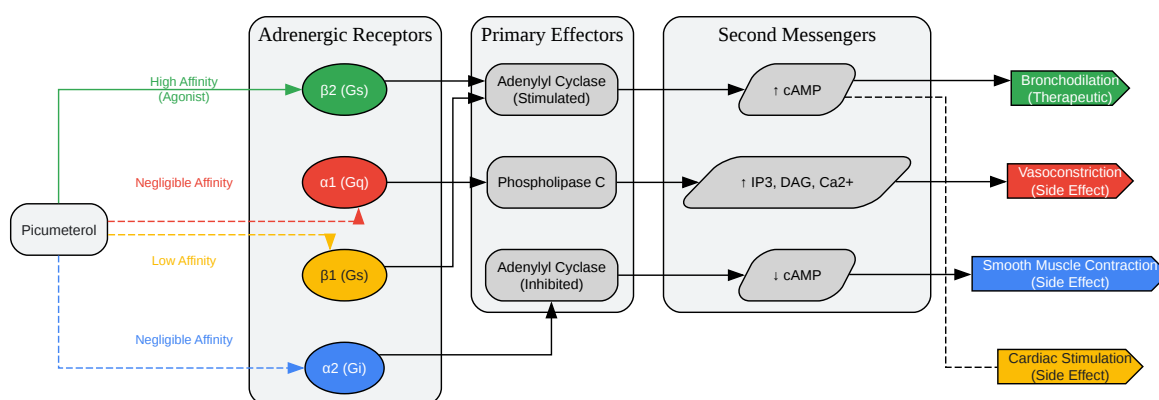 Adrenergic Receptors
Primary Effectors
Second Messengers
High Affinity
(Agonist)
β2 (Gs)
Adenylyl Cyclase
(Stimulated)
↑ cAMP
Bronchodilation
(Therapeutic)
Negligible Affinity
α1 (Gq)
Phospholipase C
↑ IP3, DAG, Ca2+
Vasoconstriction
(Side Effect)
Picumeterol
Low Affinity
β1 (Gs)
Adenylyl Cyclase
(Inhibited)
↓ cAMP
Smooth Muscle Contraction
(Side Effect)
Negligible Affinity
α2 (Gi)
Cardiac Stimulation
(Side Effect)